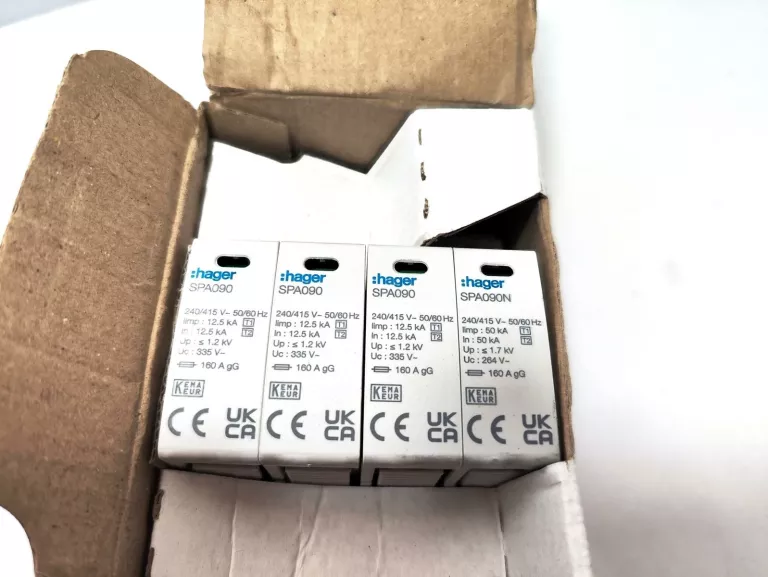 :hager
SPA090
240/415 V~ 50/60 Hz
Iimp : 12.5 kA T1
In : 12.5 kA T2
Up : ≤ 1.2 kV
Uc : 335 V~
160 A gG
KEMA
KEUR
CE UK
CA
:hager
SPA090
240/415 V~ 50/60 Hz
Iimp : 12.5 kA T1
In : 12.5 kA T2
Up : ≤ 1.2 kV
Uc : 335 V~
160 A gG
KEMA
KEUR
CE UK
CA
:hager
SPA090
240/415 V~ 50/60 Hz
Iimp : 12.5 kA T1
In : 12.5 kA T2
Up : ≤ 1.2 kV
Uc : 335 V~
160 A gG
KEMA
KEUR
CE UK
CA
:hager
SPA090N
240/415 V~ 50/60 Hz
Iimp : 50 kA T1
In : 50 kA T2
Up : ≤ 1.7 kV
Uc : 264 V~
160 A gG
KEMA
KEUR
CE UK
CA